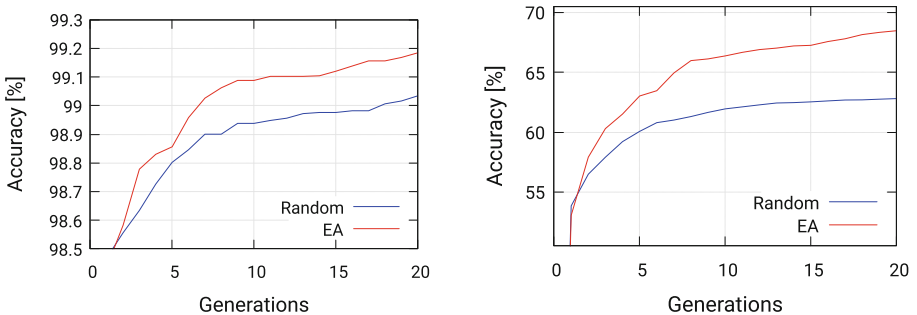 99.3
99.2
99.1
99
98.9
98.8
98.7
98.6
98.5
Accuracy [%]
Random
EA
0 5 10 15 20
Generations
70
65
60
55
Accuracy [%]
Random
EA
0 5 10 15 20
Generations